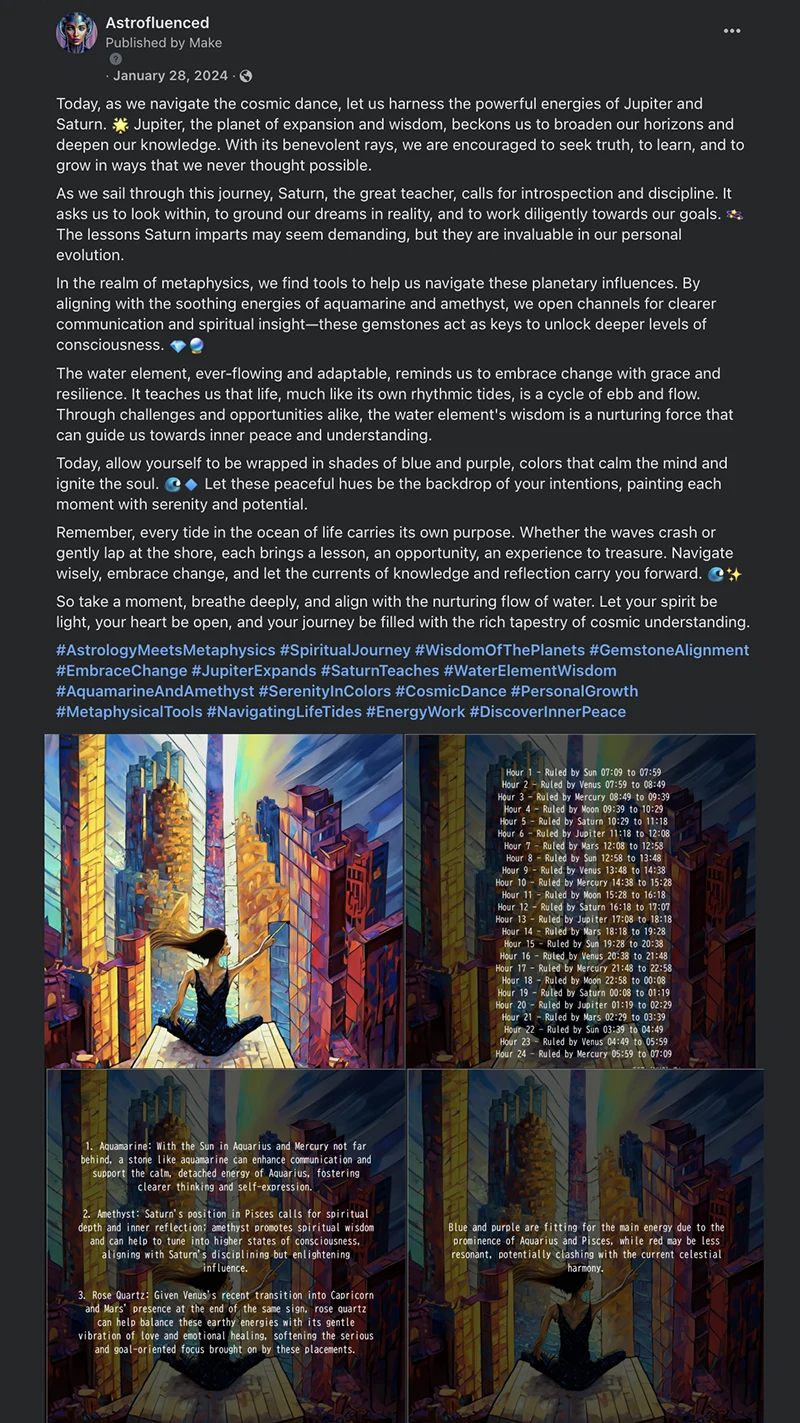 Astrofluenced
Published by Make
?
· January 28, 2024 ·
Today, as we navigate the cosmic dance, let us harness the powerful energies of Jupiter and
Saturn. 🌟 Jupiter, the planet of expansion and wisdom, beckons us to broaden our horizons and
deepen our knowledge. With its benevolent rays, we are encouraged to seek truth, to learn, and to
grow in ways that we never thought possible.
As we sail through this journey, Saturn, the great teacher, calls for introspection and discipline. It
asks us to look within, to ground our dreams in reality, and to work diligently towards our goals. 🌠
The lessons Saturn imparts may seem demanding, but they are invaluable in our personal
evolution.
In the realm of metaphysics, we find tools to help us navigate these planetary influences. By
aligning with the soothing energies of aquamarine and amethyst, we open channels for clearer
communication and spiritual insight—these gemstones act as keys to unlock deeper levels of
consciousness. 💎🔮
The water element, ever-flowing and adaptable, reminds us to embrace change with grace and
resilience. It teaches us that life, much like its own rhythmic tides, is a cycle of ebb and flow.
Through challenges and opportunities alike, the water element's wisdom is a nurturing force that
can guide us towards inner peace and understanding.
Today, allow yourself to be wrapped in shades of blue and purple, colors that calm the mind and
ignite the soul. 🌊🔹 Let these peaceful hues be the backdrop of your intentions, painting each
moment with serenity and potential.
Remember, every tide in the ocean of life carries its own purpose. Whether the waves crash or
gently lap at the shore, each brings a lesson, an opportunity, an experience to treasure. Navigate
wisely, embrace change, and let the currents of knowledge and reflection carry you forward. 🌊✨
So take a moment, breathe deeply, and align with the nurturing flow of water. Let your spirit be
light, your heart be open, and your journey be filled with the rich tapestry of cosmic understanding.
#AstrologyMeetsMetaphysics #SpiritualJourney #WisdomOfThePlanets #GemstoneAlignment
#EmbraceChange #JupiterExpands #SaturnTeaches #WaterElementWisdom
#AquamarineAndAmethyst #SerenityInColors #CosmicDance #PersonalGrowth
#MetaphysicalTools #NavigatingLifeTides #EnergyWork #DiscoverInnerPeace
Hour 1 - Ruled by Sun 07:09 to 07:59
Hour 2 - Ruled by Venus 07:59 to 08:49
Hour 3 - Ruled by Mercury 08:49 to 09:39
Hour 4 - Ruled by Moon 09:39 to 10:29
Hour 5 - Ruled by Saturn 10:29 to 11:18
Hour 6 - Ruled by Jupiter 11:18 to 12:08
Hour 7 - Ruled by Mars 12:08 to 12:58
Hour 8 - Ruled by Sun 12:58 to 13:48
Hour 9 - Ruled by Venus 13:48 to 14:38
Hour 10 - Ruled by Mercury 14:38 to 15:28
Hour 11 - Ruled by Moon 15:28 to 16:18
Hour 12 - Ruled by Saturn 16:18 to 17:07
Hour 13 - Ruled by Jupiter 17:08 to 18:18
Hour 14 - Ruled by Mars 18:18 to 19:28
Hour 15 - Ruled by Sun 19:28 to 20:38
Hour 16 - Ruled by Venus 20:38 to 21:48
Hour 17 - Ruled by Mercury 21:48 to 22:58
Hour 18 - Ruled by Moon 22:58 to 00:08
Hour 19 - Ruled by Saturn 00:08 to 01:19
Hour 20 - Ruled by Jupiter 01:19 to 02:29
Hour 21 - Ruled by Mars 02:29 to 03:39
Hour 22 - Ruled by Sun 03:39 to 04:49
Hour 23 - Ruled by Venus 04:49 to 05:59
Hour 24 - Ruled by Mercury 05:59 to 07:09
1. Aquamarine: With the Sun in Aquarius and Mercury not far
behind, a stone like aquamarine can enhance communication and
support the calm, detached energy of Aquarius, fostering
clearer thinking and self-expression.
2. Amethyst: Saturn's position in Pisces calls for spiritual
depth and inner reflection; amethyst promotes spiritual wisdom
and can help to tune into higher states of consciousness,
aligning with Saturn's disciplining but enlightening
influence.
3. Rose Quartz: Given Venus's recent transition into Capricorn
and Mars' presence at the end of the same sign, rose quartz
can help balance these earthy energies with its gentle
vibration of love and emotional healing, softening the serious
and goal-oriented focus brought on by these placements.
Blue and purple are fitting for the main energy due to the
prominence of Aquarius and Pisces, while red may be less
resonant, potentially clashing with the current celestial
harmony.